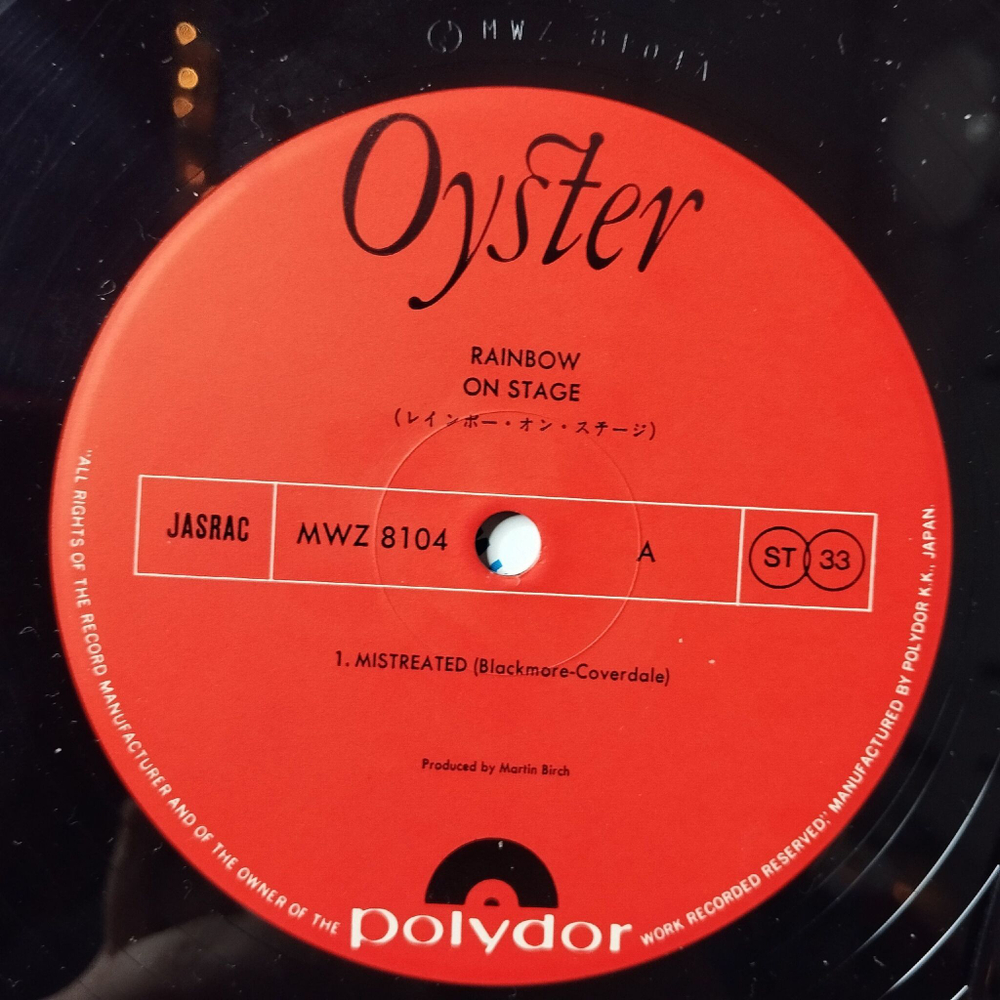 MWZ 8104A
Oyster
RAINBOW
ON STAGE
(レインボー・オン・ステージ)
JASRAC
MWZ 8104
A
ST 33
1. MISTREATED (Blackmore-Coverdale)
Produced by Martin Birch
polydor
"ALL RIGHTS OF THE RECORD MANUFACTURER AND OF THE OWNER OF THE WORK RECORDED RESERVED." MANUFACTURED BY POLYDOR K.K., JAPAN.